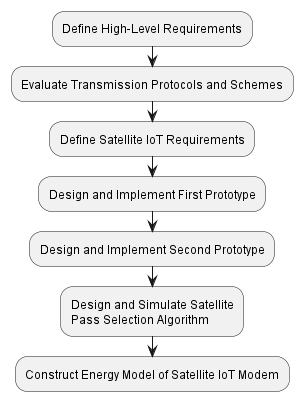 Define High-Level Requirements
Evaluate Transmission Protocols and Schemes
Define Satellite IoT Requirements
Design and Implement First Prototype
Design and Implement Second Prototype
Design and Simulate Satellite
Pass Selection Algorithm
Construct Energy Model of Satellite IoT Modem